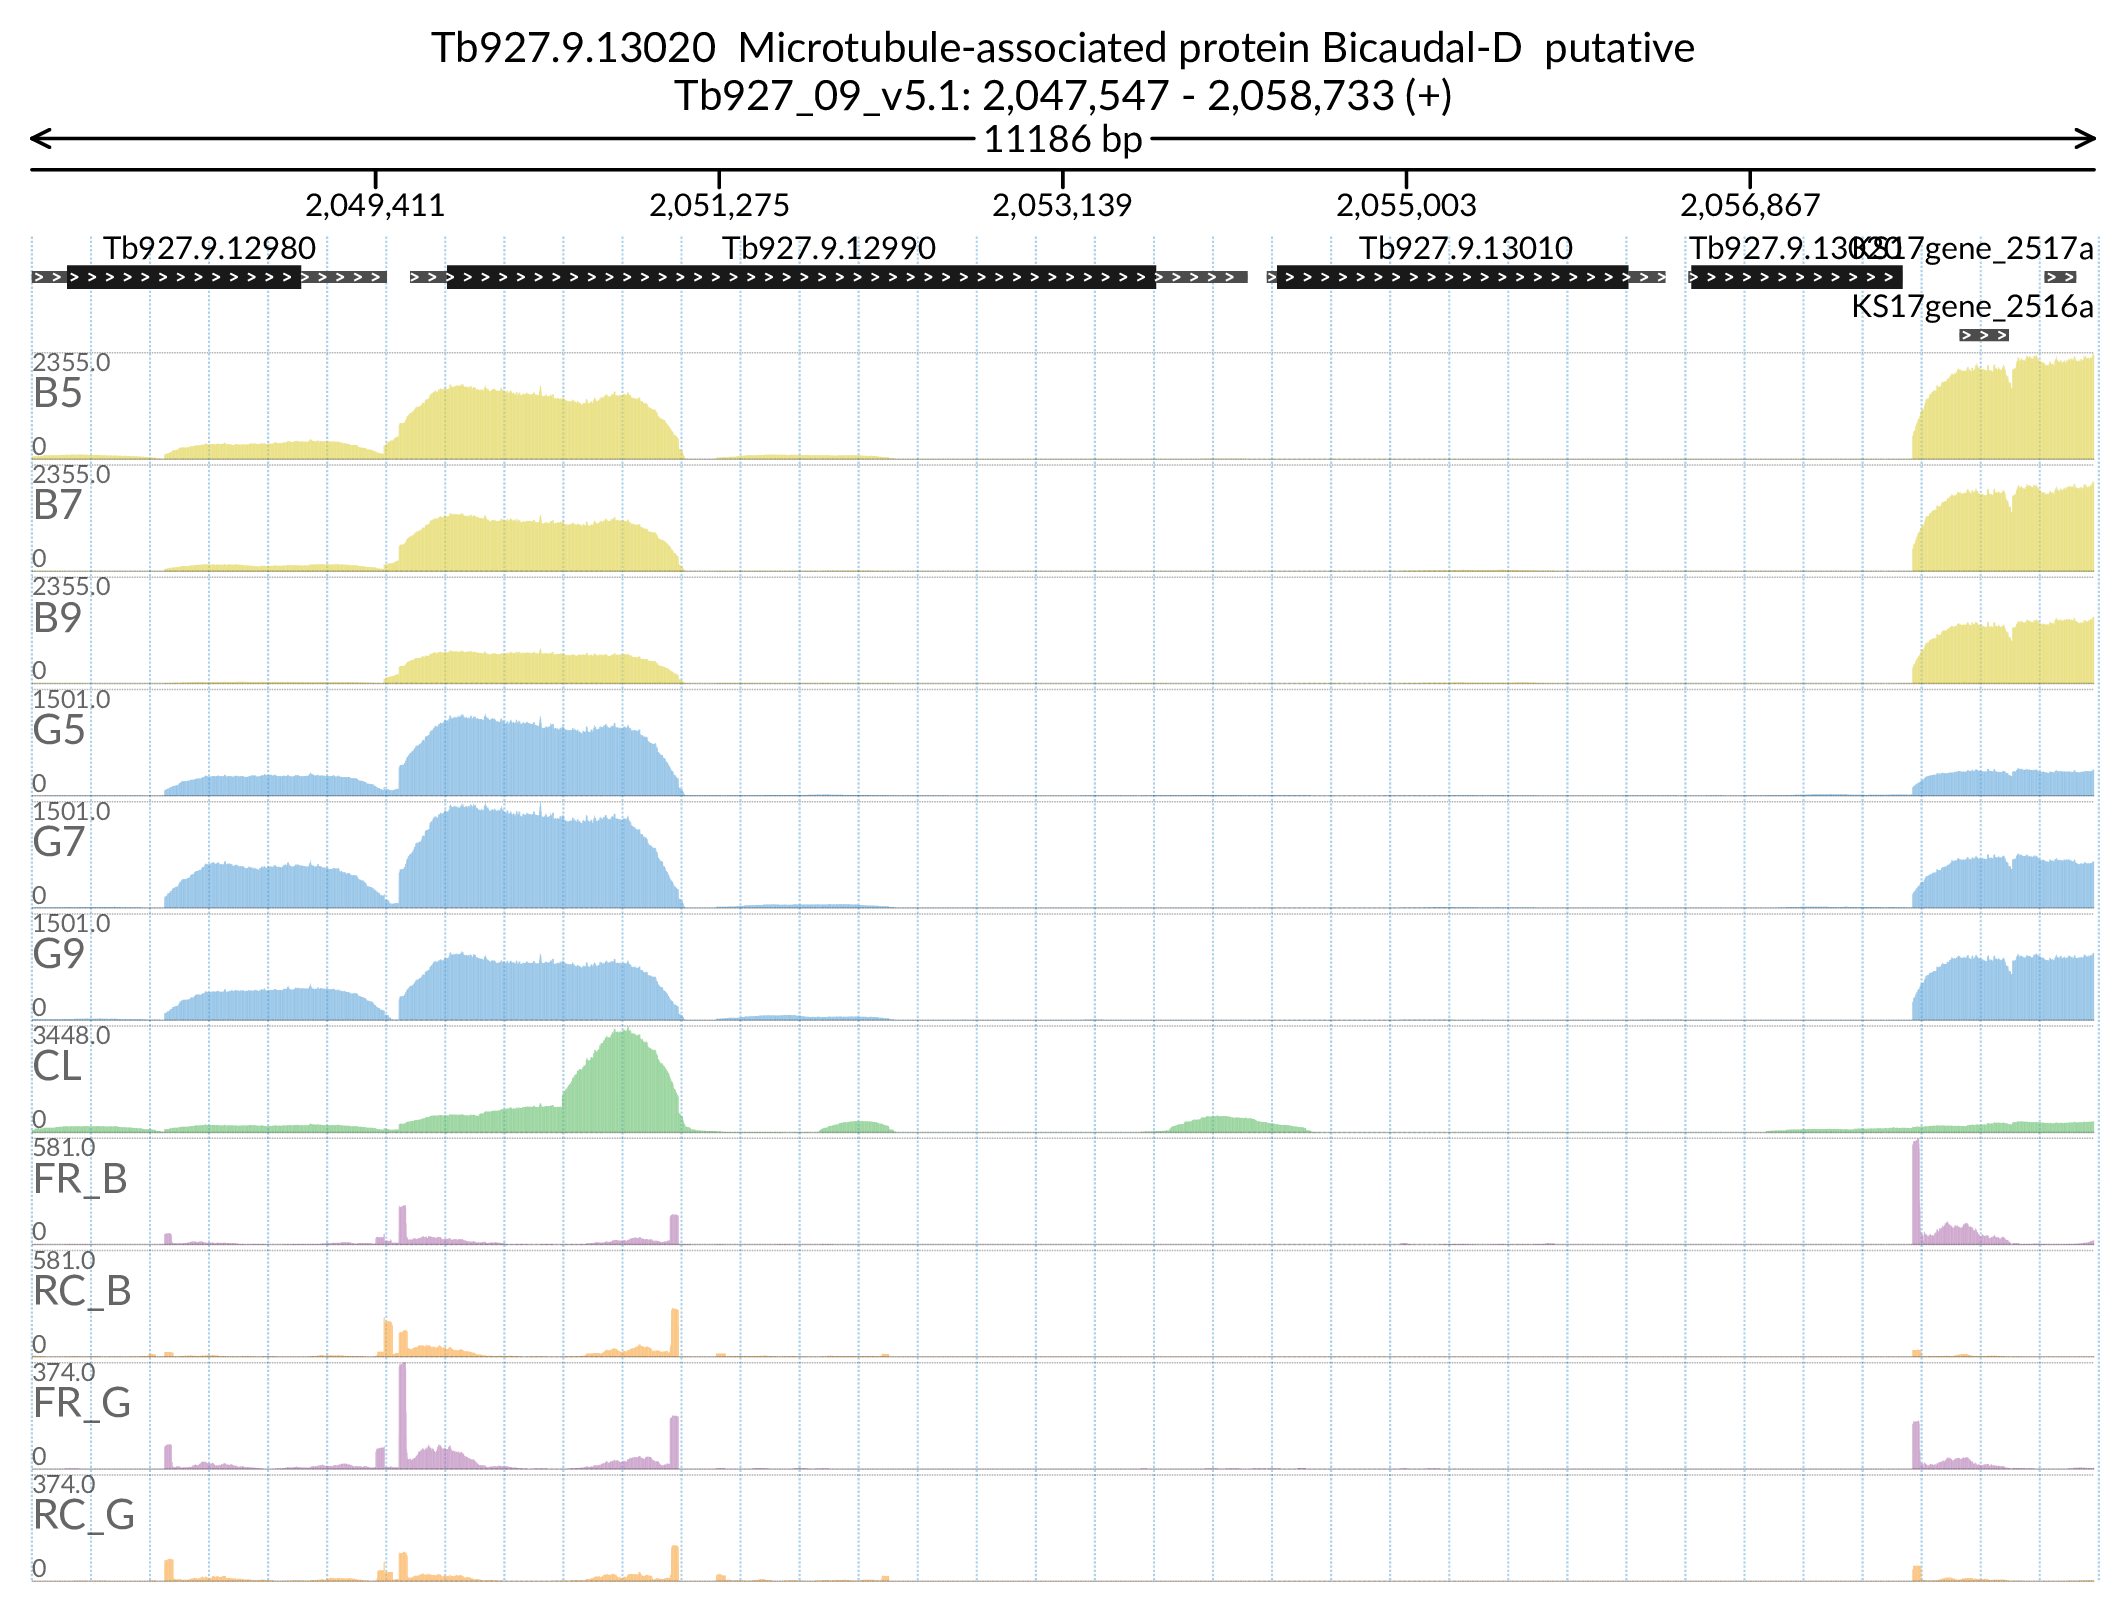 Tb927.9.13020 Microtubule-associated protein Bicaudal-D putative
Tb927_09_v5.1: 2,047,547 - 2,058,733 (+)
11186 bp
2,049,411 2,051,275 2,053,139 2,055,003 2,056,867
Tb927.9.12980 Tb927.9.12990 Tb927.9.13010 Tb927.9.13020 KS17gene_2517a
KS17gene_2516a
2355.0
B5
0
2355.0
B7
0
2355.0
B9
0
1501.0
G5
0
1501.0
G7
0
1501.0
G9
0
3448.0
CL
0
581.0
FR_B
0
581.0
RC_B
0
374.0
FR_G
0
374.0
RC_G
0